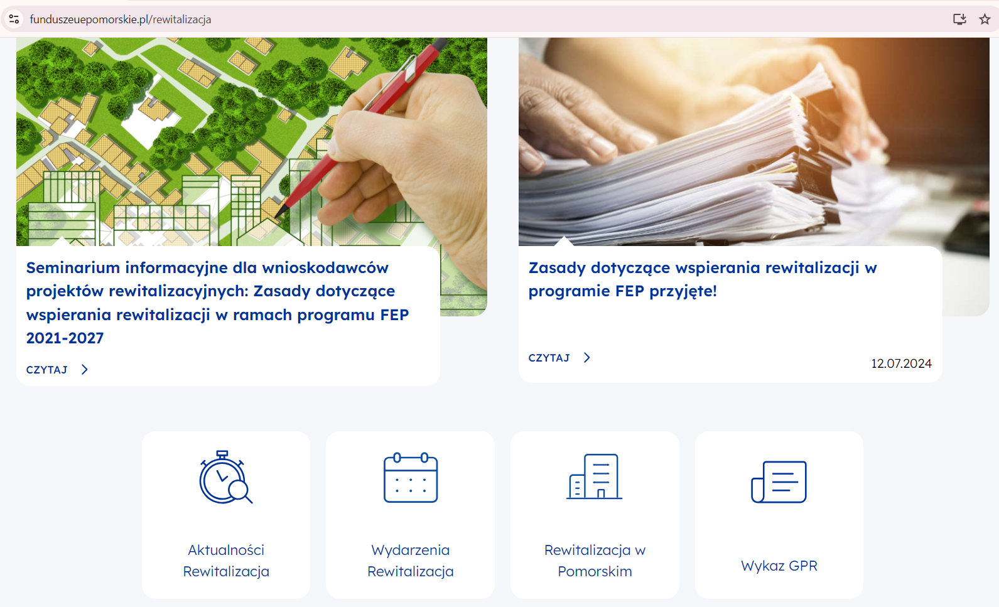 funduszeuepomorskie.pl/rewitalizacja
Seminarium informacyjne dla wnioskodawców
projektów rewitalizacyjnych: Zasady dotyczące
wspierania rewitalizacji w ramach programu FEP
2021-2027
CZYTAJ
Zasady dotyczące wspierania rewitalizacji w
programie FEP przyjęte!
CZYTAJ
12.07.2024
Aktualności
Rewitalizacja
Wydarzenia
Rewitalizacja
Rewitalizacja w
Pomorskim
Wykaz GPR